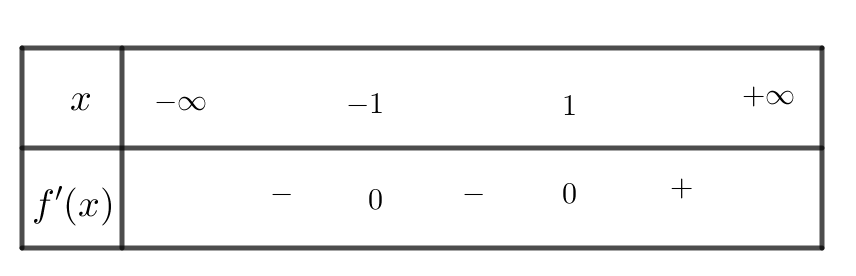 x −∞ −1 1 +∞
f′(x) − 0 − 0 +